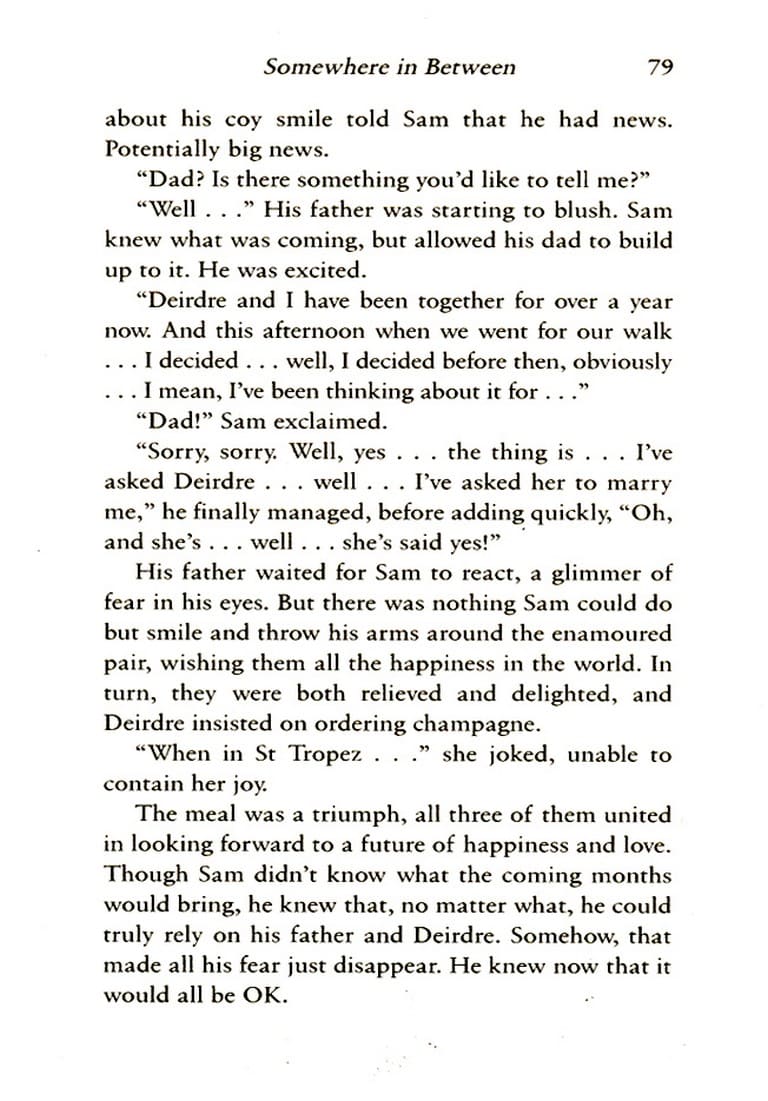 Somewhere in Between 79
about his coy smile told Sam that he had news.
Potentially big news.
“Dad? Is there something you’d like to tell me?”
“Well . . .” His father was starting to blush. Sam
knew what was coming, but allowed his dad to build
up to it. He was excited.
“Deirdre and I have been together for over a year
now. And this afternoon when we went for our walk
. . . I decided . . . well, I decided before then, obviously
. . . I mean, I’ve been thinking about it for . . .”
“Dad!” Sam exclaimed.
“Sorry, sorry. Well, yes . . . the thing is . . . I’ve
asked Deirdre . . . well . . . I’ve asked her to marry
me,” he finally managed, before adding quickly, “Oh,
and she’s . . . well . . . she’s said yes!”
His father waited for Sam to react, a glimmer of
fear in his eyes. But there was nothing Sam could do
but smile and throw his arms around the enamoured
pair, wishing them all the happiness in the world. In
turn, they were both relieved and delighted, and
Deirdre insisted on ordering champagne.
“When in St Tropez . . .” she joked, unable to
contain her joy.
The meal was a triumph, all three of them united
in looking forward to a future of happiness and love.
Though Sam didn’t know what the coming months
would bring, he knew that, no matter what, he could
truly rely on his father and Deirdre. Somehow, that
made all his fear just disappear. He knew now that it
would all be OK.